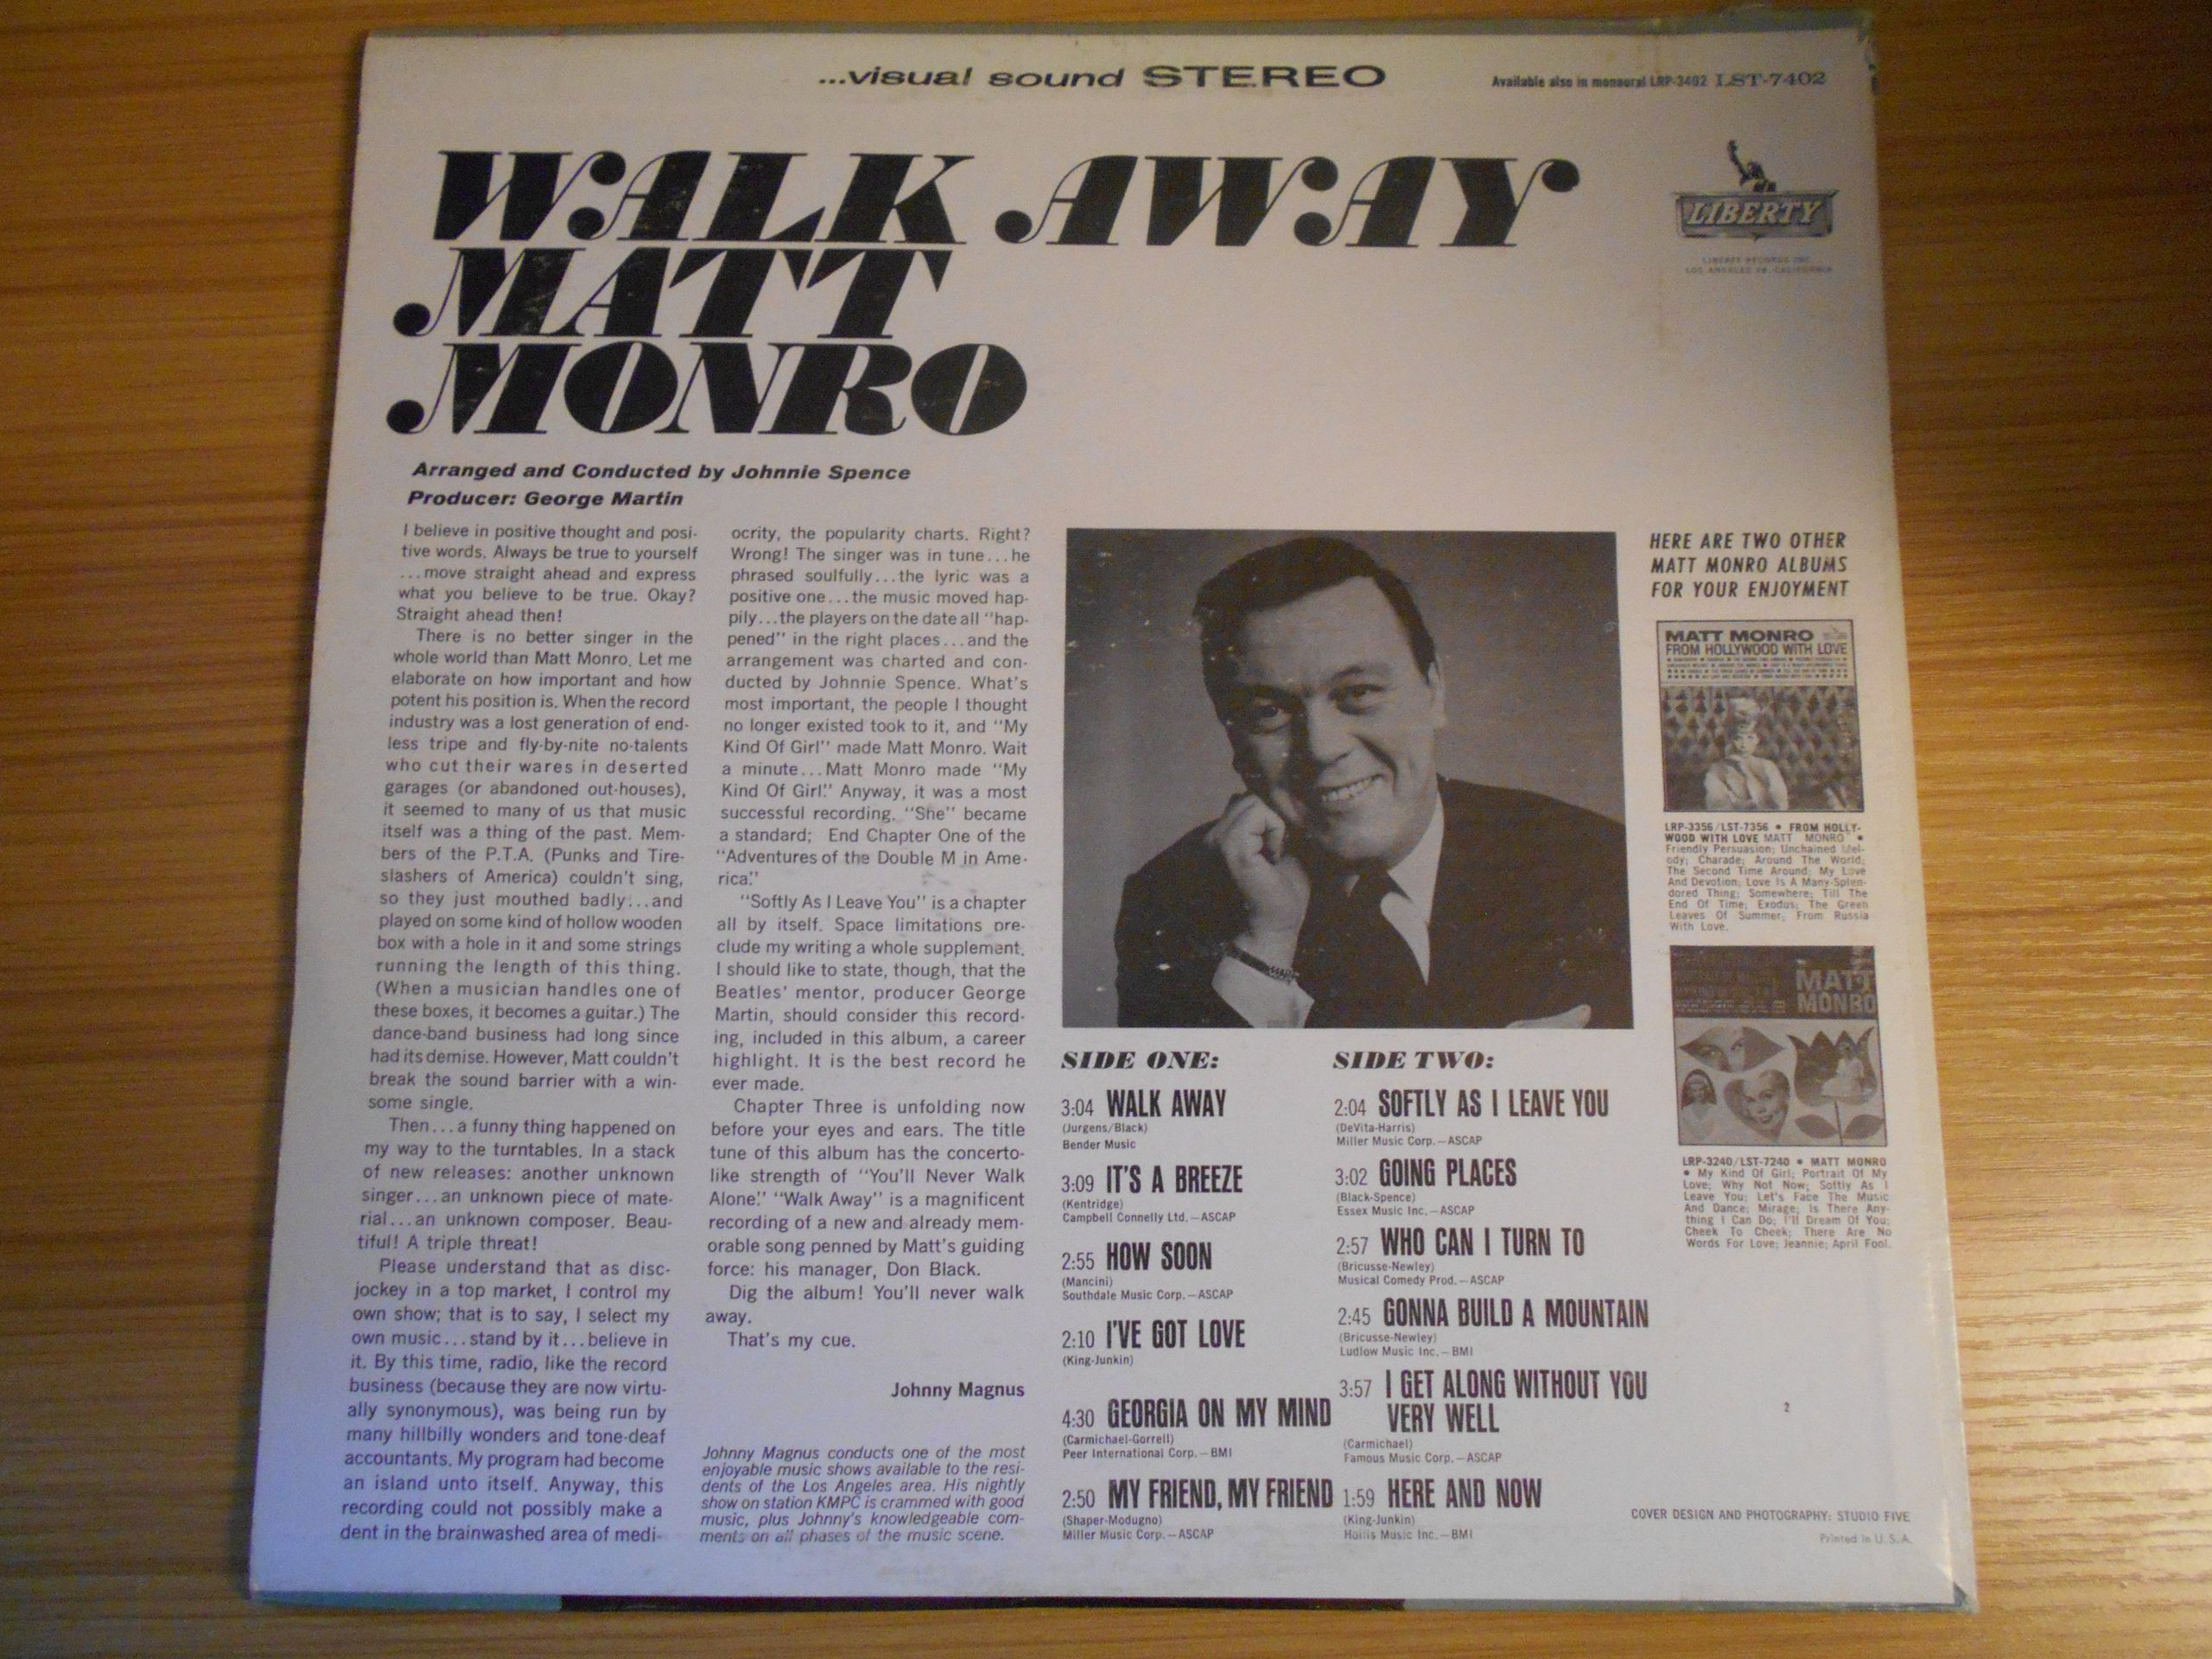 ...visual sound STEREO
Available also in monaural LRP-3402 LST-7402
WALK AWAY
MATT
MONRO
LIBERTY
LIBERTY RECORDS INC.
LOS ANGELES 28, CALIFORNIA
Arranged and Conducted by Johnnie Spence
Producer: George Martin
I believe in positive thought and posi-
tive words. Always be true to yourself
...move straight ahead and express
what you believe to be true. Okay?
Straight ahead then!
There is no better singer in the
whole world than Matt Monro. Let me
elaborate on how important and how
potent his position is. When the record
industry was a lost generation of end-
less tripe and fly-by-nite no-talents
who cut their wares in deserted
garages (or abandoned out-houses),
it seemed to many of us that music
itself was a thing of the past. Mem-
bers of the P.T.A. (Punks and Tire-
slashers of America) couldn't sing,
so they just mouthed badly...and
played on some kind of hollow wooden
box with a hole in it and some strings
running the length of this thing.
(When a musician handles one of
these boxes, it becomes a guitar.) The
dance-band business had long since
had its demise. However, Matt couldn't
break the sound barrier with a win-
some single.
Then...a funny thing happened on
my way to the turntables. In a stack
of new releases: another unknown
singer...an unknown piece of mate-
rial...an unknown composer. Beau-
tiful! A triple threat!
Please understand that as disc-
jockey in a top market, I control my
own show; that is to say, I select my
own music...stand by it...believe in
it. By this time, radio, like the record
business (because they are now virtu-
ally synonymous), was being run by
many hillbilly wonders and tone-deaf
accountants. My program had become
an island unto itself. Anyway, this
recording could not possibly make a
dent in the brainwashed area of medi-
ocrity, the popularity charts. Right?
Wrong! The singer was in tune...he
phrased soulfully...the lyric was a
positive one...the music moved hap-
pily...the players on the date all "hap-
pened" in the right places...and the
arrangement was charted and con-
ducted by Johnnie Spence. What's
most important, the people I thought
no longer existed took to it, and "My
Kind Of Girl" made Matt Monro. Wait
a minute...Matt Monro made "My
Kind Of Girl." Anyway, it was a most
successful recording. "She" became
a standard; End Chapter One of the
"Adventures of the Double M in Ame-
rica."
"Softly As I Leave You" is a chapter
all by itself. Space limitations pre-
clude my writing a whole supplement.
I should like to state, though, that the
Beatles' mentor, producer George
Martin, should consider this record-
ing, included in this album, a career
highlight. It is the best record he
ever made.
Chapter Three is unfolding now
before your eyes and ears. The title
tune of this album has the concerto-
like strength of "You'll Never Walk
Alone." "Walk Away" is a magnificent
recording of a new and already mem-
orable song penned by Matt's guiding
force: his manager, Don Black.
Dig the album! You'll never walk
away.
That's my cue.
Johnny Magnus
Johnny Magnus conducts one of the most
enjoyable music shows available to the resi-
dents of the Los Angeles area. His nightly
show on station KMPC is crammed with good
music, plus Johnny's knowledgeable com-
ments on all phases of the music scene.
SIDE ONE:
3:04 WALK AWAY
(Jurgens/Black)
Bender Music
3:09 IT'S A BREEZE
(Kentridge)
Campbell Connelly Ltd.—ASCAP
2:55 HOW SOON
(Mancini)
Southdale Music Corp.—ASCAP
2:10 I'VE GOT LOVE
(King-Junkin)
4:30 GEORGIA ON MY MIND
(Carmichael-Gorrell)
Peer International Corp.—BMI
2:50 MY FRIEND, MY FRIEND
(Shaper-Modugno)
Miller Music Corp.—ASCAP
SIDE TWO:
2:04 SOFTLY AS I LEAVE YOU
(DeVita-Harris)
Miller Music Corp.—ASCAP
3:02 GOING PLACES
(Black-Spence)
Essex Music Inc.—ASCAP
2:57 WHO CAN I TURN TO
(Bricusse-Newley)
Musical Comedy Prod.—ASCAP
2:45 GONNA BUILD A MOUNTAIN
(Bricusse-Newley)
Ludlow Music Inc.—BMI
3:57 I GET ALONG WITHOUT YOU
VERY WELL
(Carmichael)
Famous Music Corp.—ASCAP
1:59 HERE AND NOW
(King-Junkin)
Hollis Music Inc.—BMI
HERE ARE TWO OTHER
MATT MONRO ALBUMS
FOR YOUR ENJOYMENT
MATT MONRO
FROM HOLLYWOOD WITH LOVE
LRP-3356/LST-7356 • FROM HOLLY-
WOOD WITH LOVE MATT MONRO •
Friendly Persuasion; Unchained Mel-
ody; Charade; Around The World;
The Second Time Around; My Love
And Devotion; Love Is A Many-Splen-
dored Thing; Somewhere; Till The
End Of Time; Exodus; The Green
Leaves Of Summer; From Russia
With Love.
MATT
MONRO
LRP-3240/LST-7240 • MATT MONRO
• My Kind Of Girl; Portrait Of My
Love; Why Not Now; Softly As I
Leave You; Let's Face The Music
And Dance; Mirage; Is There Any-
thing I Can Do; I'll Dream Of You;
Cheek To Cheek; There Are No
Words For Love; Jeannie; April Fool.
2
COVER DESIGN AND PHOTOGRAPHY: STUDIO FIVE
Printed in U.S.A.